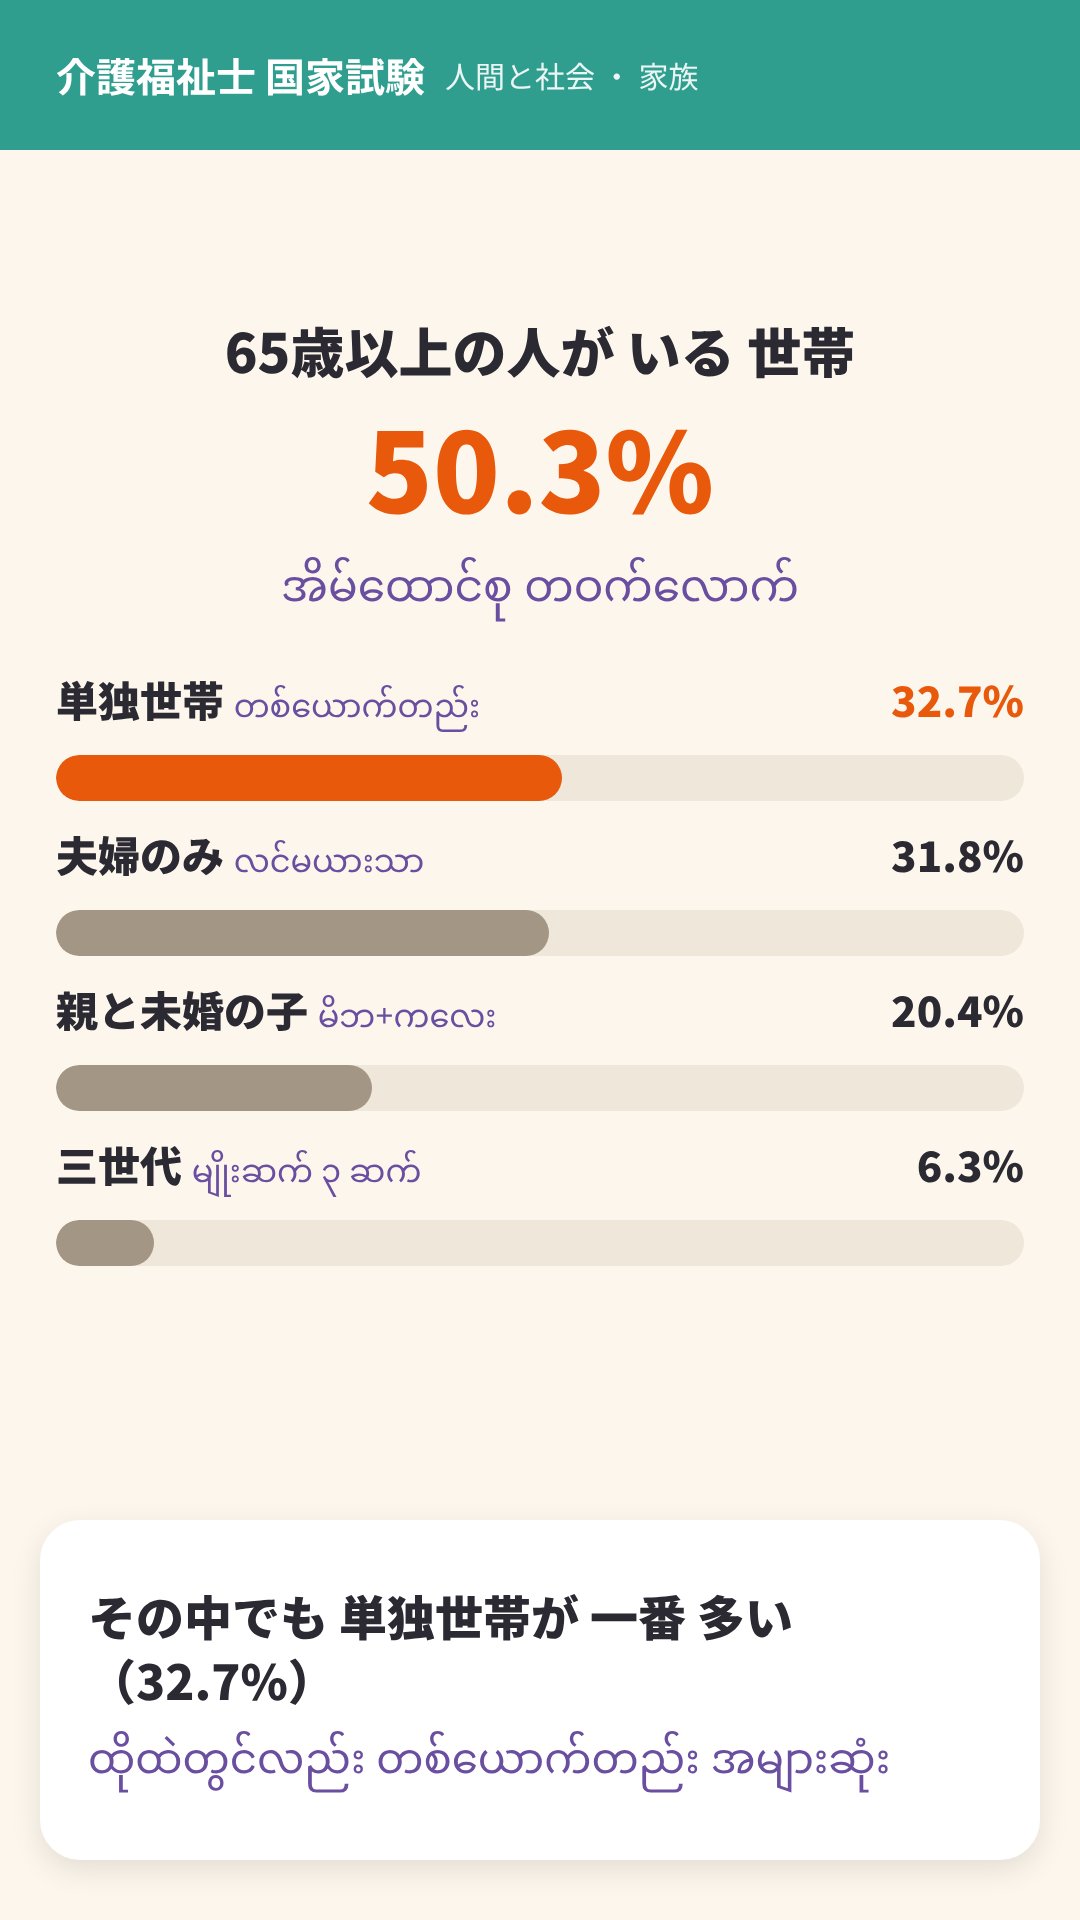 介護福祉士 国家試験 人間と社会 ・ 家族
65歳以上の人が いる 世帯
50.3%
အိမ်ထောင်စု တဝက်လောက်
単独世帯 တစ်ယောက်တည်း 32.7%
夫婦のみ လင်မယားသာ 31.8%
親と未婚の子 မိဘ+ကလေး 20.4%
三世代 မျိုးဆက် ၃ ဆက် 6.3%
その中でも 単独世帯が 一番 多い
（32.7%）
ထိုထဲတွင်လည်း တစ်ယောက်တည်း အများဆုံး